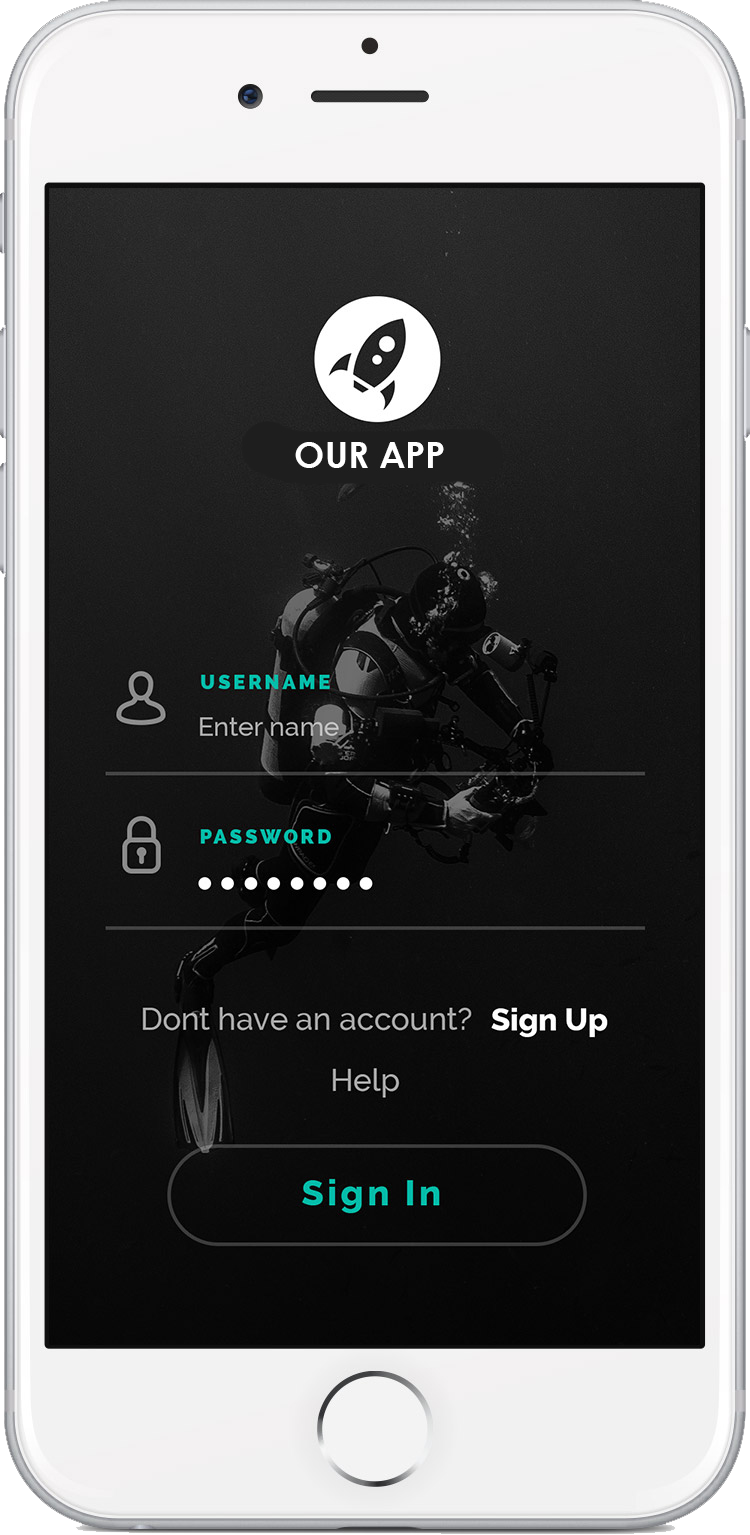 OUR APP
USERNAME
Enter name
PASSWORD
Dont have an account? Sign Up
Help
Sign In